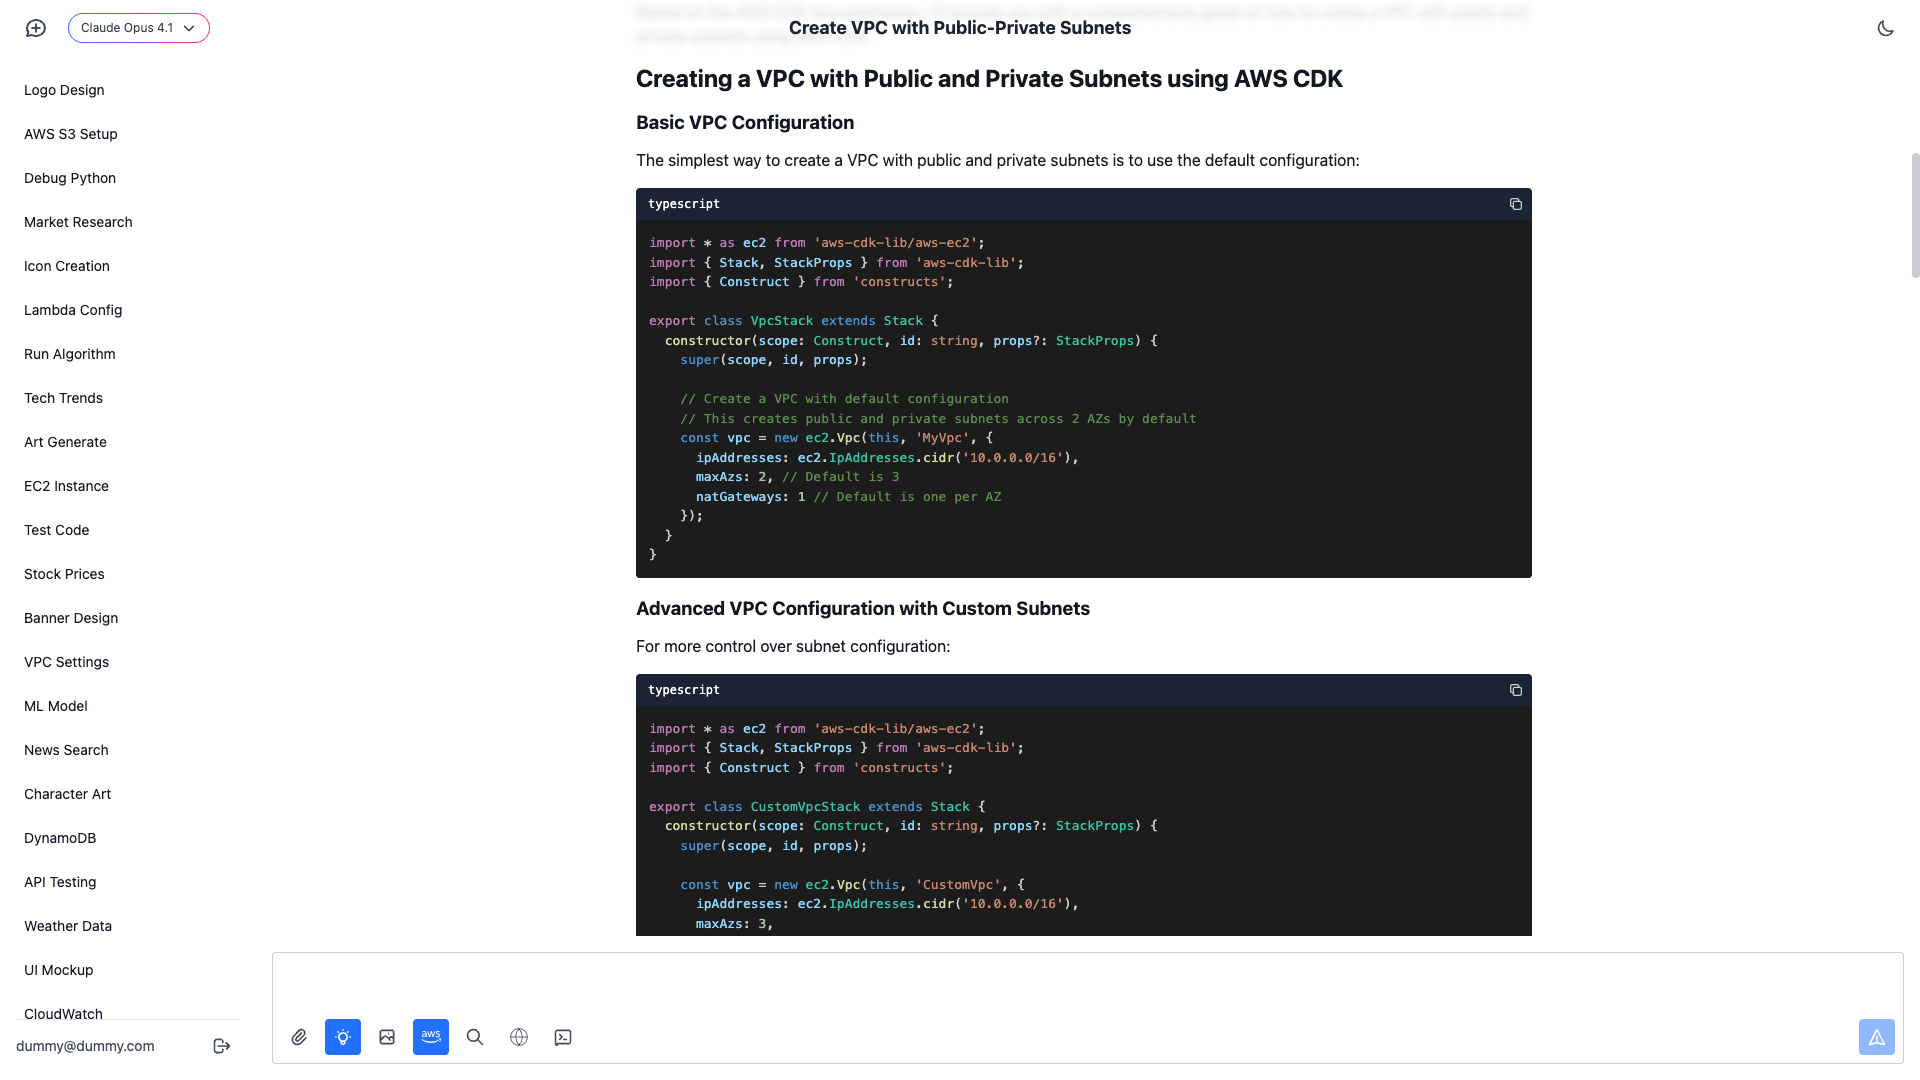 Claude Opus 4.1
Create VPC with Public-Private Subnets
Logo Design
AWS S3 Setup
Debug Python
Market Research
Icon Creation
Lambda Config
Run Algorithm
Tech Trends
Art Generate
EC2 Instance
Test Code
Stock Prices
Banner Design
VPC Settings
ML Model
News Search
Character Art
DynamoDB
API Testing
Weather Data
UI Mockup
CloudWatch
dummy@dummy.com
Creating a VPC with Public and Private Subnets using AWS CDK
Basic VPC Configuration
The simplest way to create a VPC with public and private subnets is to use the default configuration:
typescript
import * as ec2 from 'aws-cdk-lib/aws-ec2';
import { Stack, StackProps } from 'aws-cdk-lib';
import { Construct } from 'constructs';
export class VpcStack extends Stack {
  constructor(scope: Construct, id: string, props?: StackProps) {
    super(scope, id, props);
    // Create a VPC with default configuration
    // This creates public and private subnets across 2 AZs by default
    const vpc = new ec2.Vpc(this, 'MyVpc', {
      ipAddresses: ec2.IpAddresses.cidr('10.0.0.0/16'),
      maxAzs: 2, // Default is 3
      natGateways: 1 // Default is one per AZ
    });
  }
}
Advanced VPC Configuration with Custom Subnets
For more control over subnet configuration:
typescript
import * as ec2 from 'aws-cdk-lib/aws-ec2';
import { Stack, StackProps } from 'aws-cdk-lib';
import { Construct } from 'constructs';
export class CustomVpcStack extends Stack {
  constructor(scope: Construct, id: string, props?: StackProps) {
    super(scope, id, props);
    const vpc = new ec2.Vpc(this, 'CustomVpc', {
      ipAddresses: ec2.IpAddresses.cidr('10.0.0.0/16'),
      maxAzs: 3,
aws